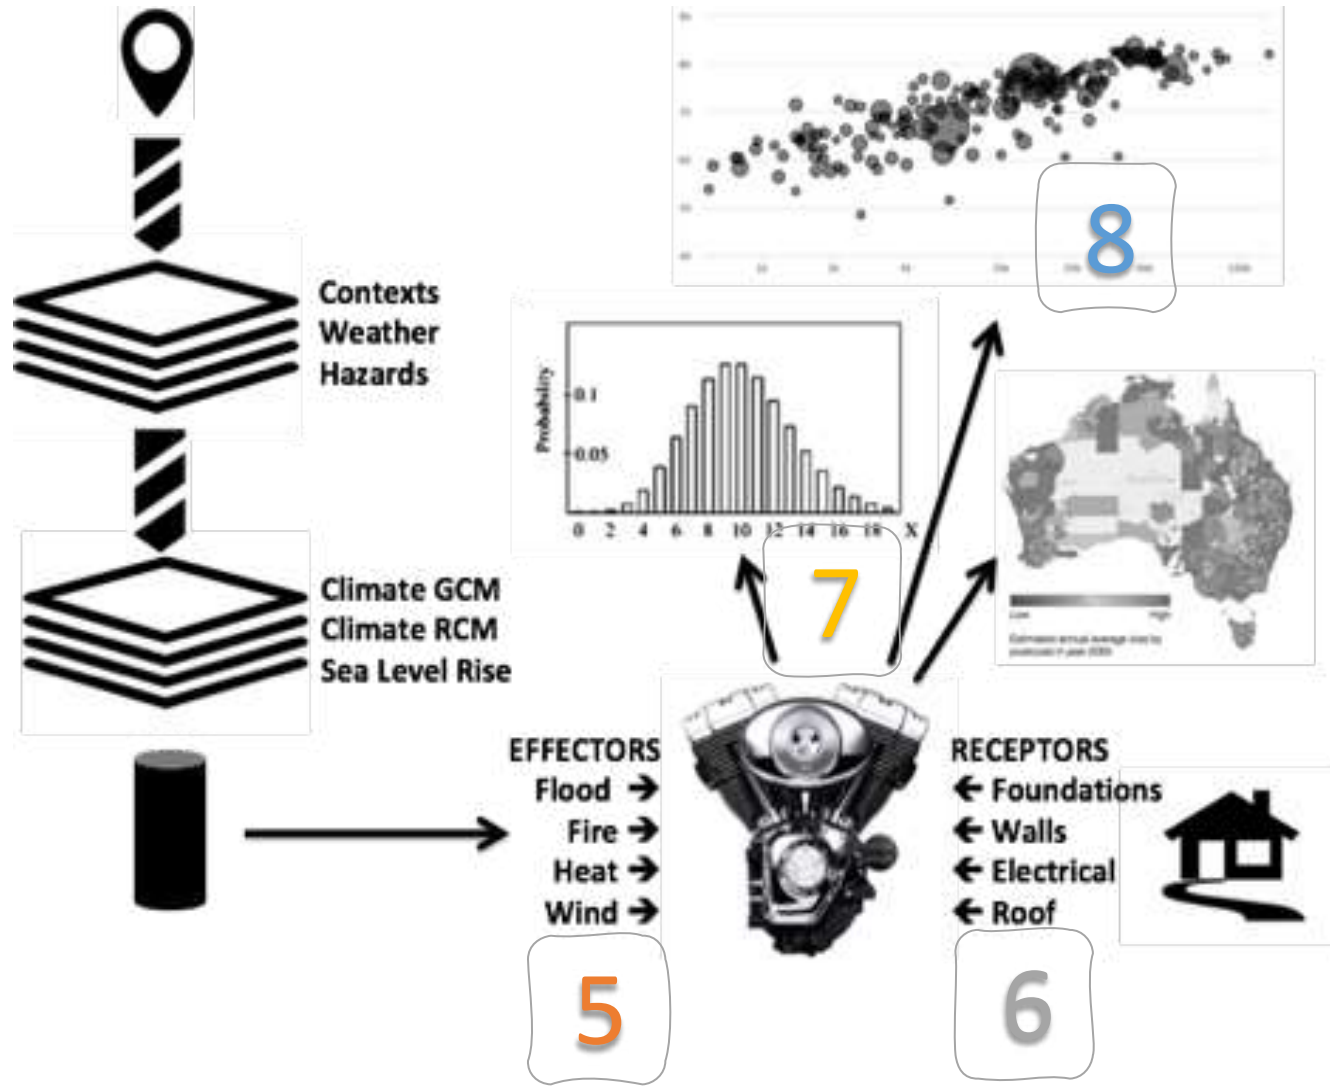 8
Contexts
Weather
Hazards
Probability
0.1
0.05
0 2 4 6 8 10 12 14 16 18 X
7
Low
Climate GCM
Climate RCM
Sea Level Rise
EFFECTORS
Flood →
Fire →
Heat →
Wind →
RECEPTORS
← Foundations
← Walls
← Electrical
← Roof
5
6